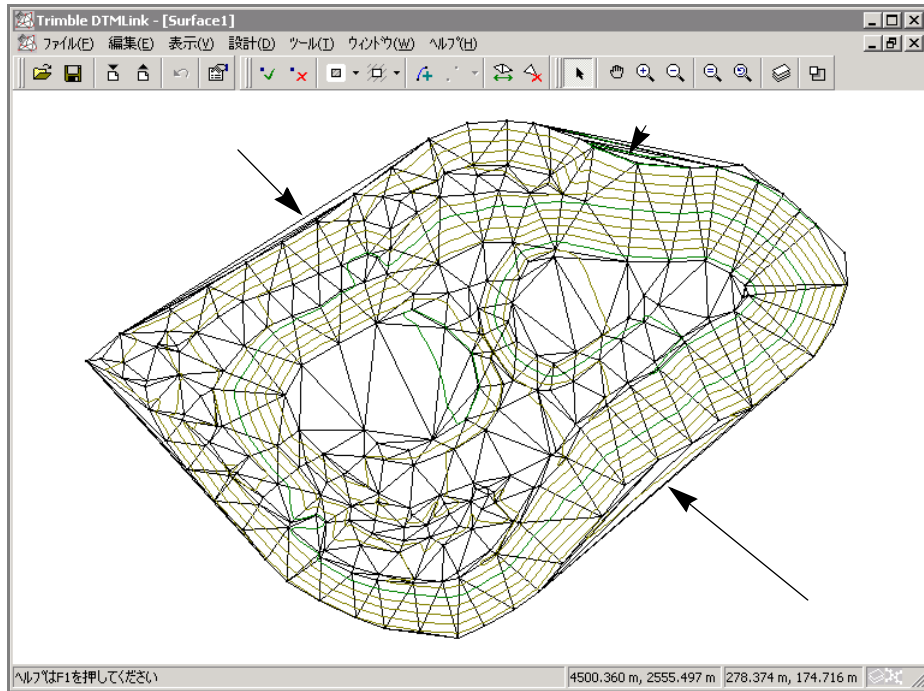 Trimble DTMLink - [Surface1]
ファイル(F) 編集(E) 表示(V) 設計(D) ツール(T) ウィンドウ(W) ヘルプ(H)
ヘルプはF1を押してください 4500.360 m, 2555.497 m 278.374 m, 174.716 m